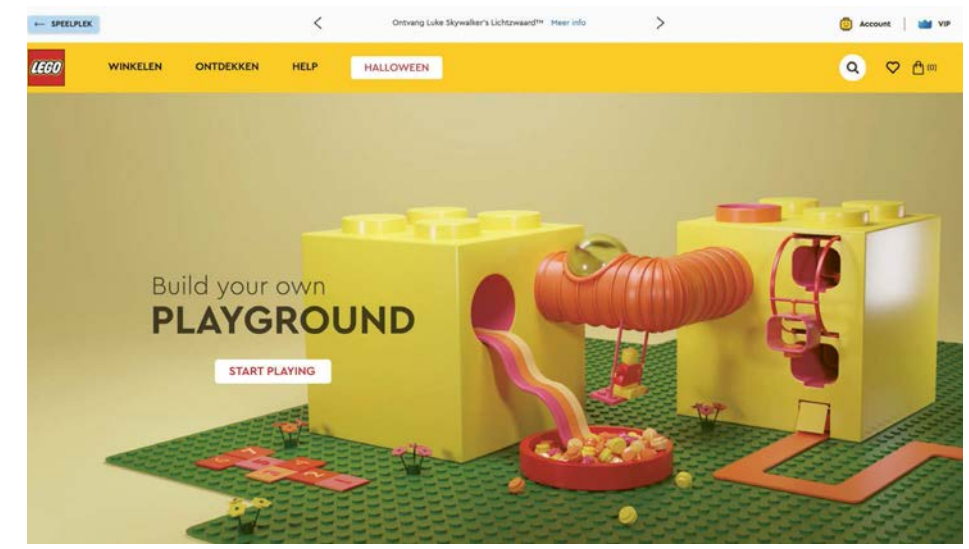 ← SPEELPLEK
Ontvang Luke Skywalker's Lichtzwaard™ Meer info
Account
VIP
LEGO
WINKELEN
ONTDEKKEN
HELP
HALLOWEEN
(0)
Build your own
PLAYGROUND
START PLAYING